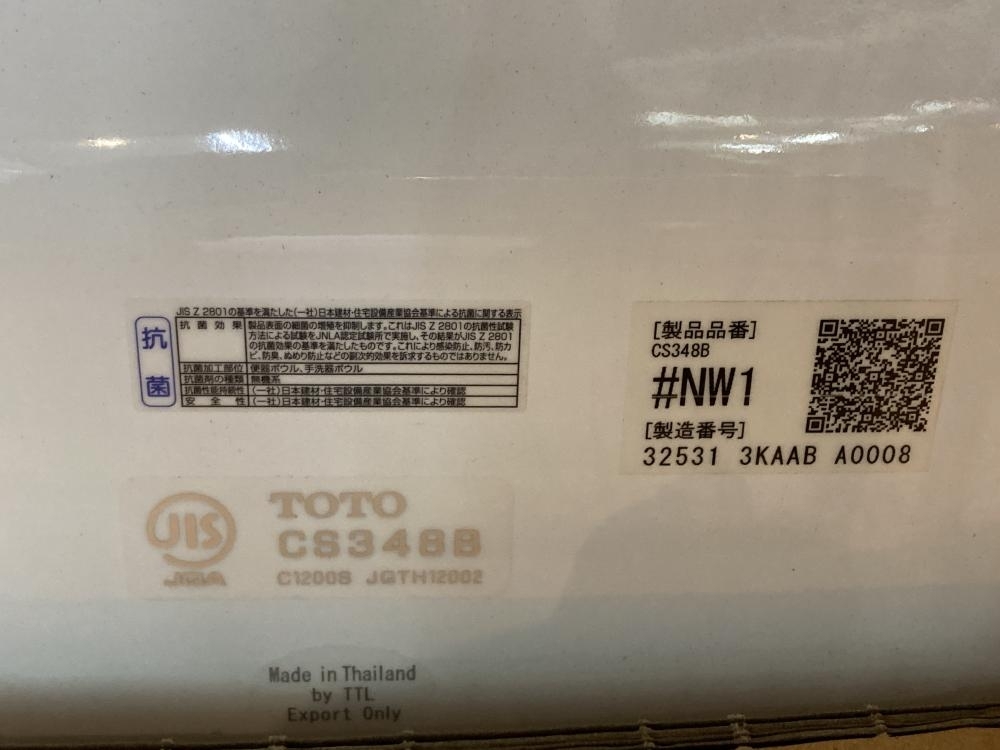 JIS Z 2801の基準を満たした(一社)日本建材・住宅設備産業協会基準による抗菌に関する表示
抗菌
抗菌効果
製品表面の細菌の増殖を抑制します。これはJIS Z 2801の抗菌性試験
方法による試験をJNLA認定試験所で実施し、その結果がJIS Z 2801
の抗菌効果の基準を満たしたものです。これにより感染防止、防汚、防カ
ビ、防臭、ぬめり防止などの副次的効果を訴求するものではありません。
抗菌加工部位 便器ボウル、手洗器ボウル
抗菌剤の種類 無機系
抗菌性能持続性 (一社)日本建材・住宅設備産業協会基準により確認
安全性 (一社)日本建材・住宅設備産業協会基準により確認
[製品品番]
CS348B
#NW1
[製造番号]
32531 3KAAB A0008
JIS
JQA
TOTO
CS348B
C1200S JQTH12002
Made in Thailand
by TTL
Export Only